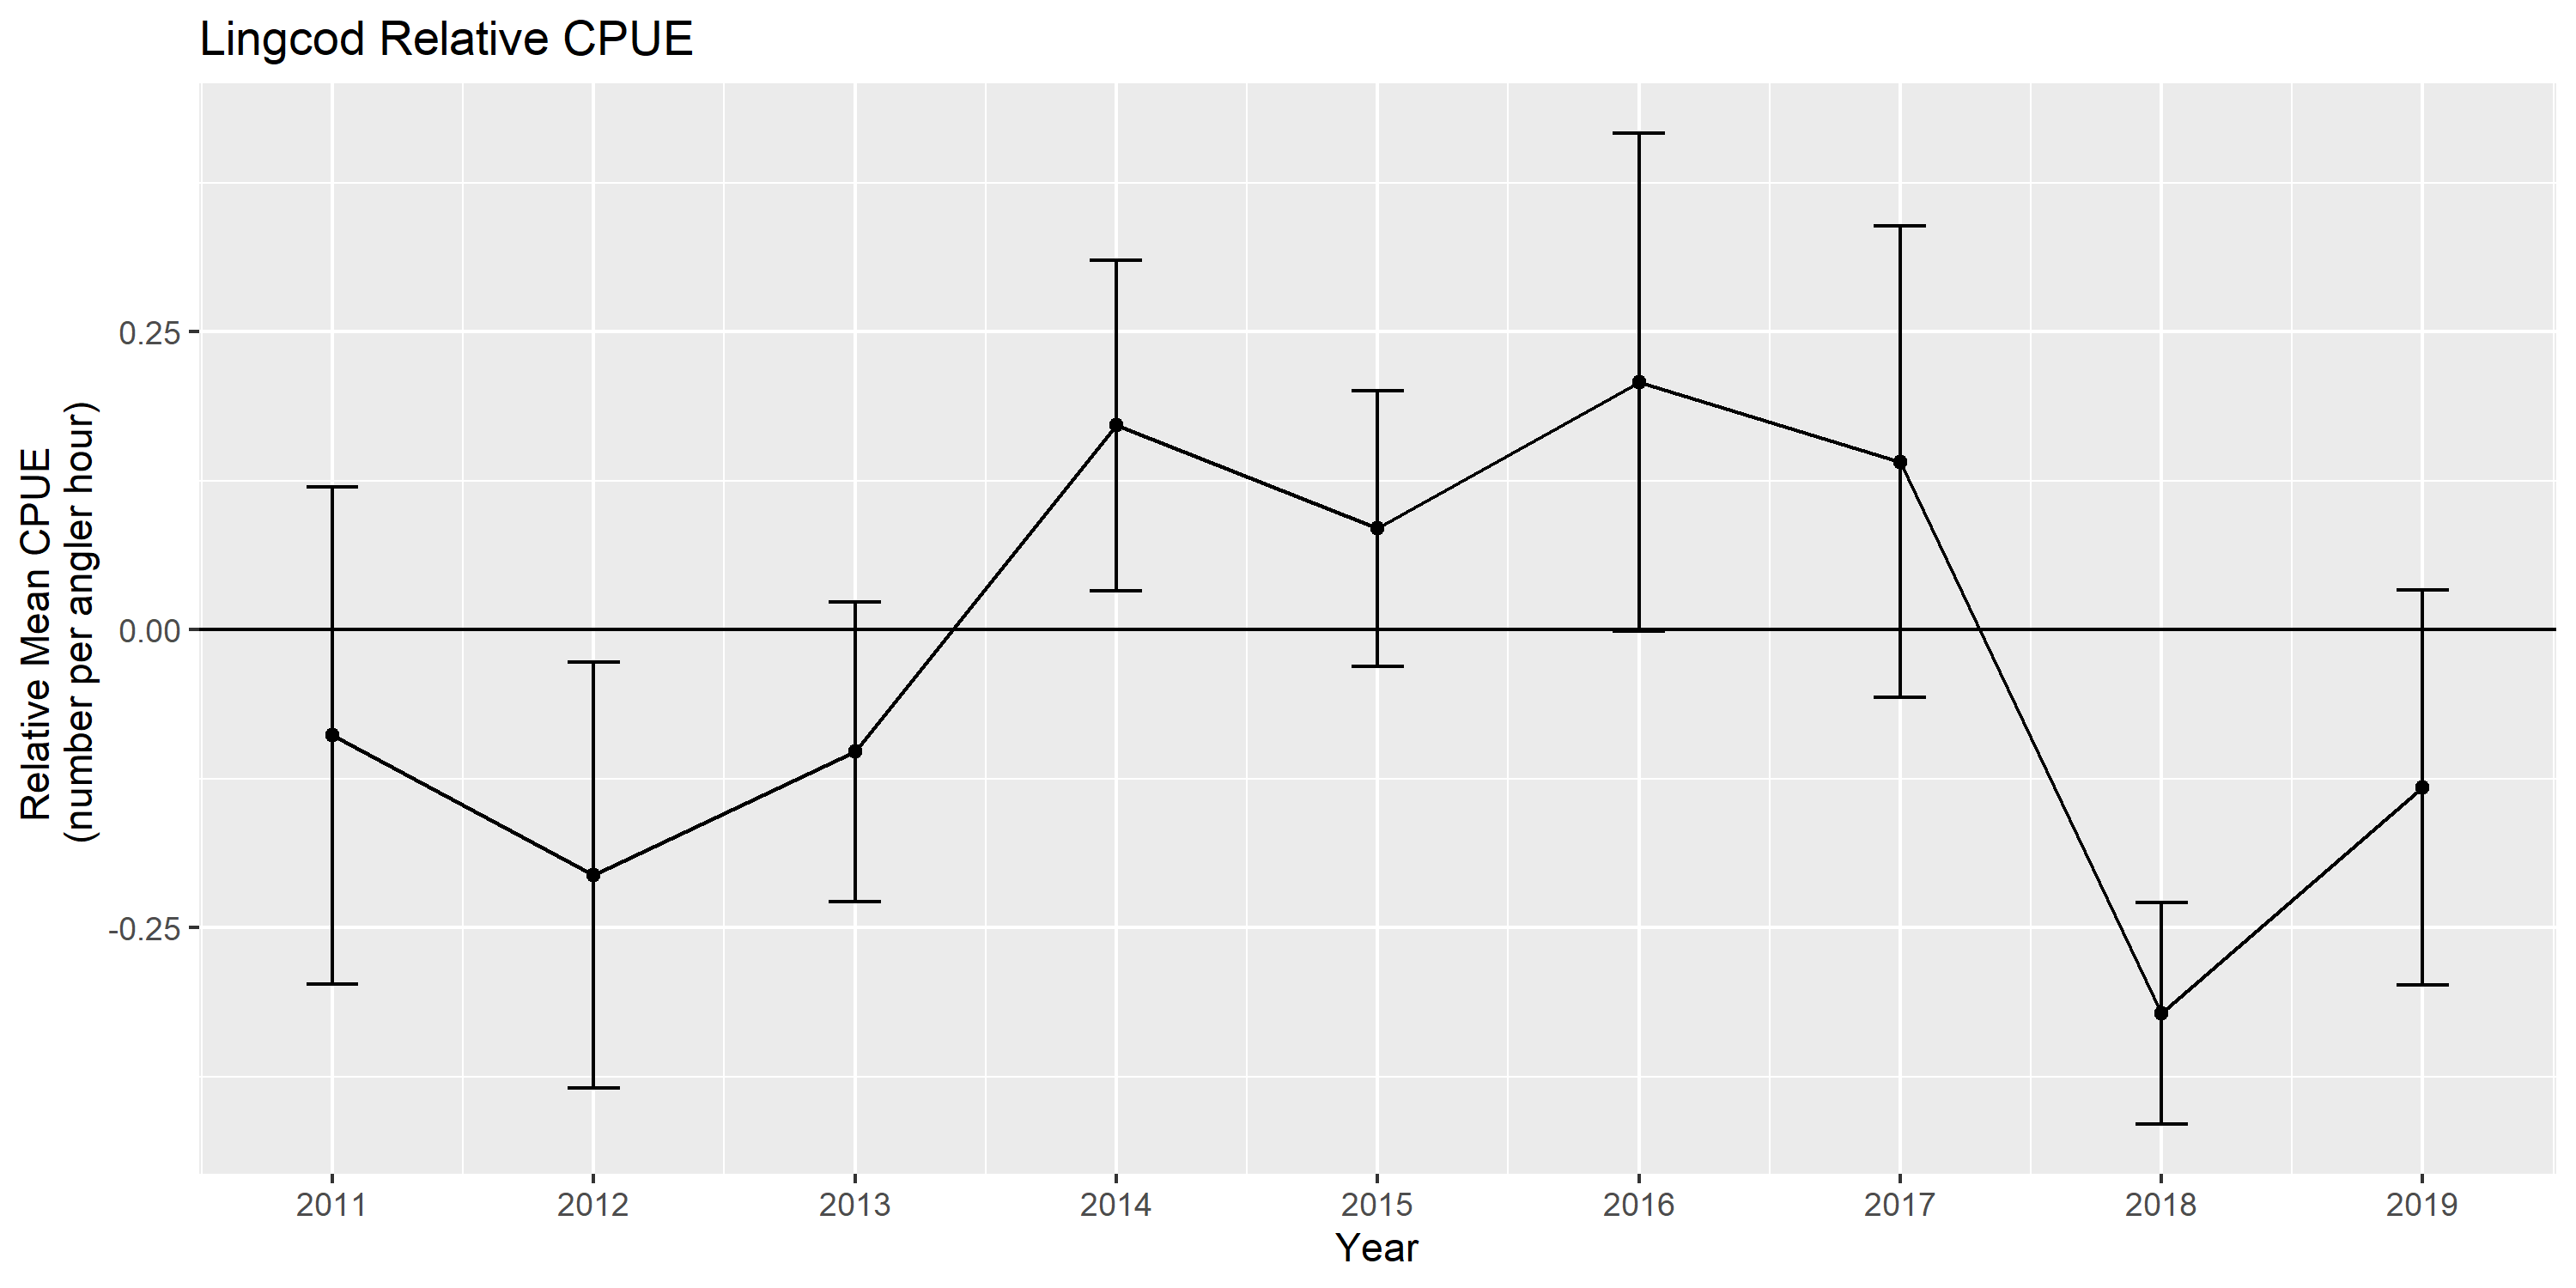 Lingcod Relative CPUE
Relative Mean CPUE
(number per angler hour)
0.25
0.00
-0.25
2011 2012 2013 2014 2015 2016 2017 2018 2019
Year